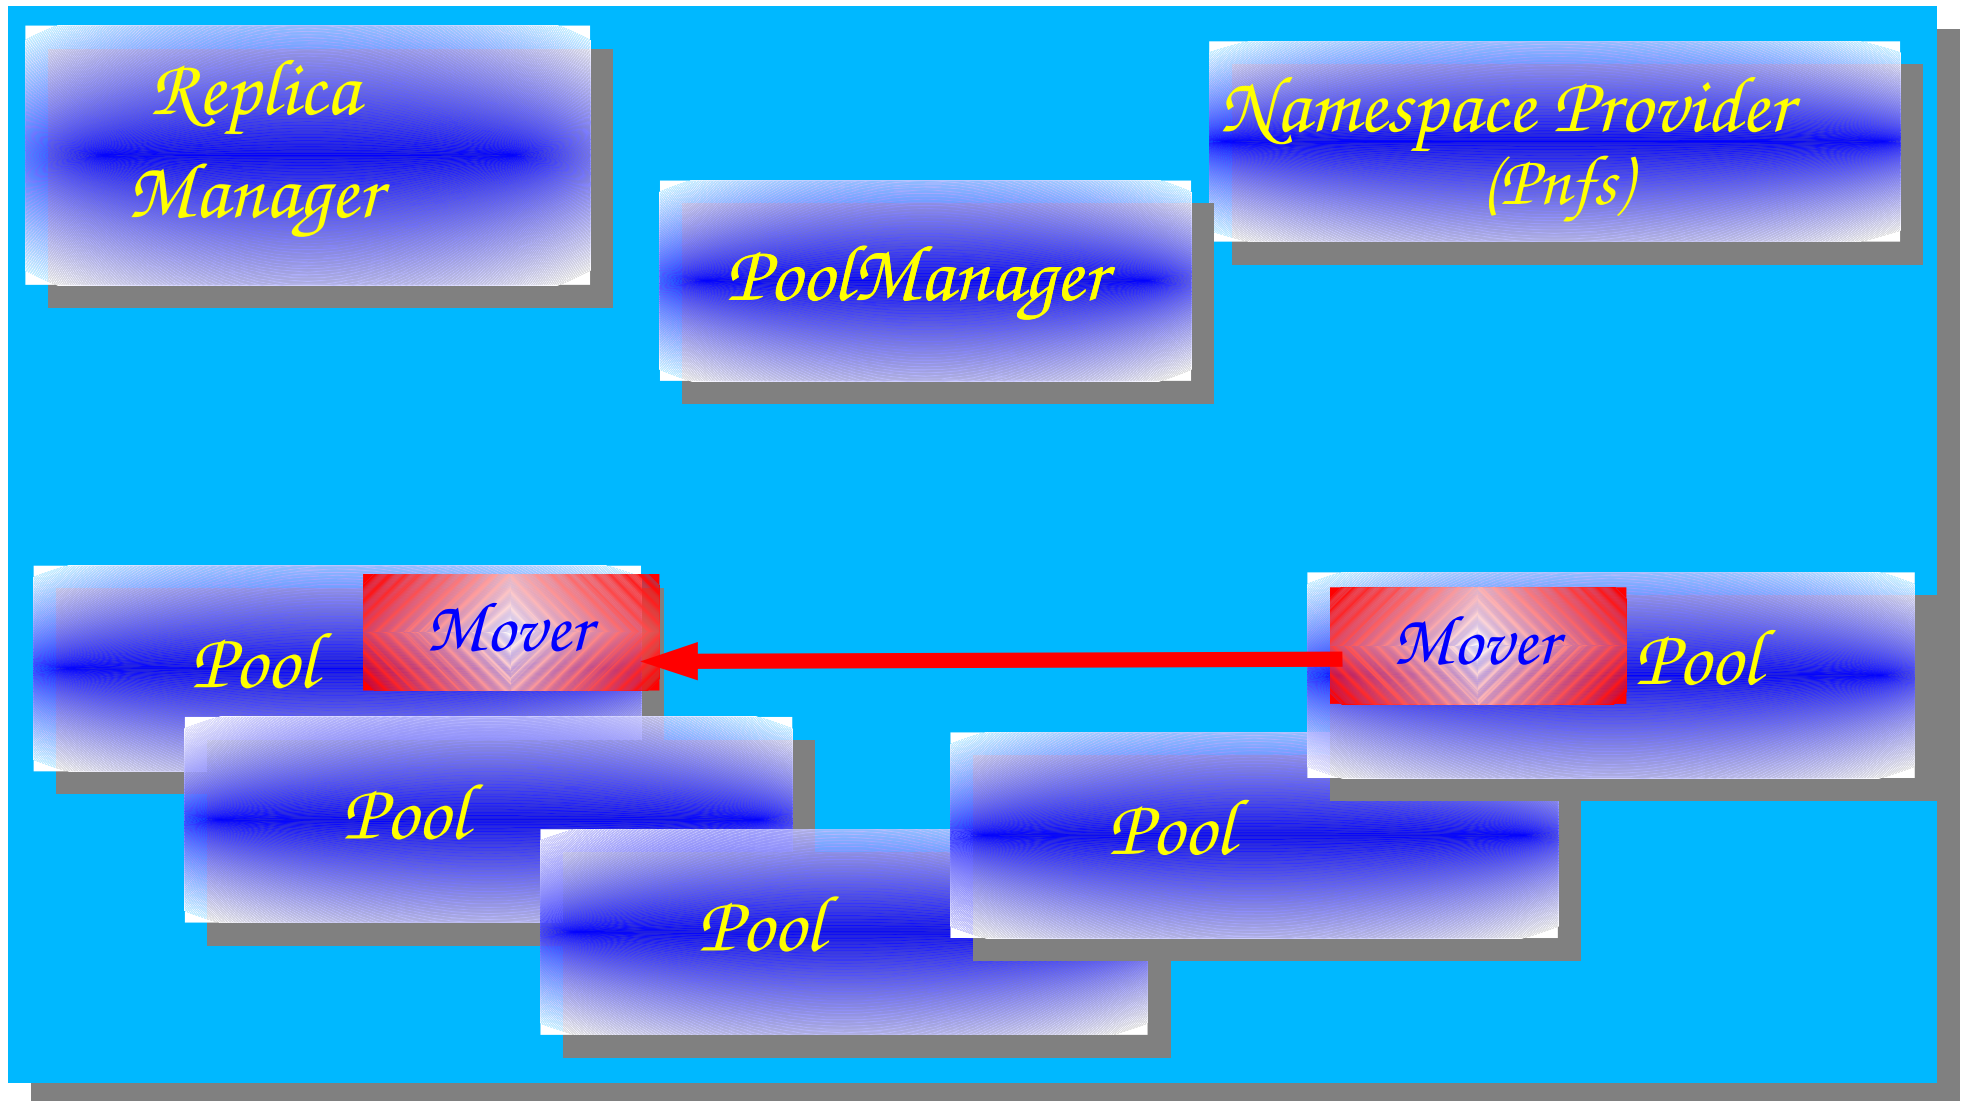 Replica
Manager
Namespace Provider
(Pnfs)
PoolManager
Pool
Mover
Mover
Pool
Pool
Pool
Pool